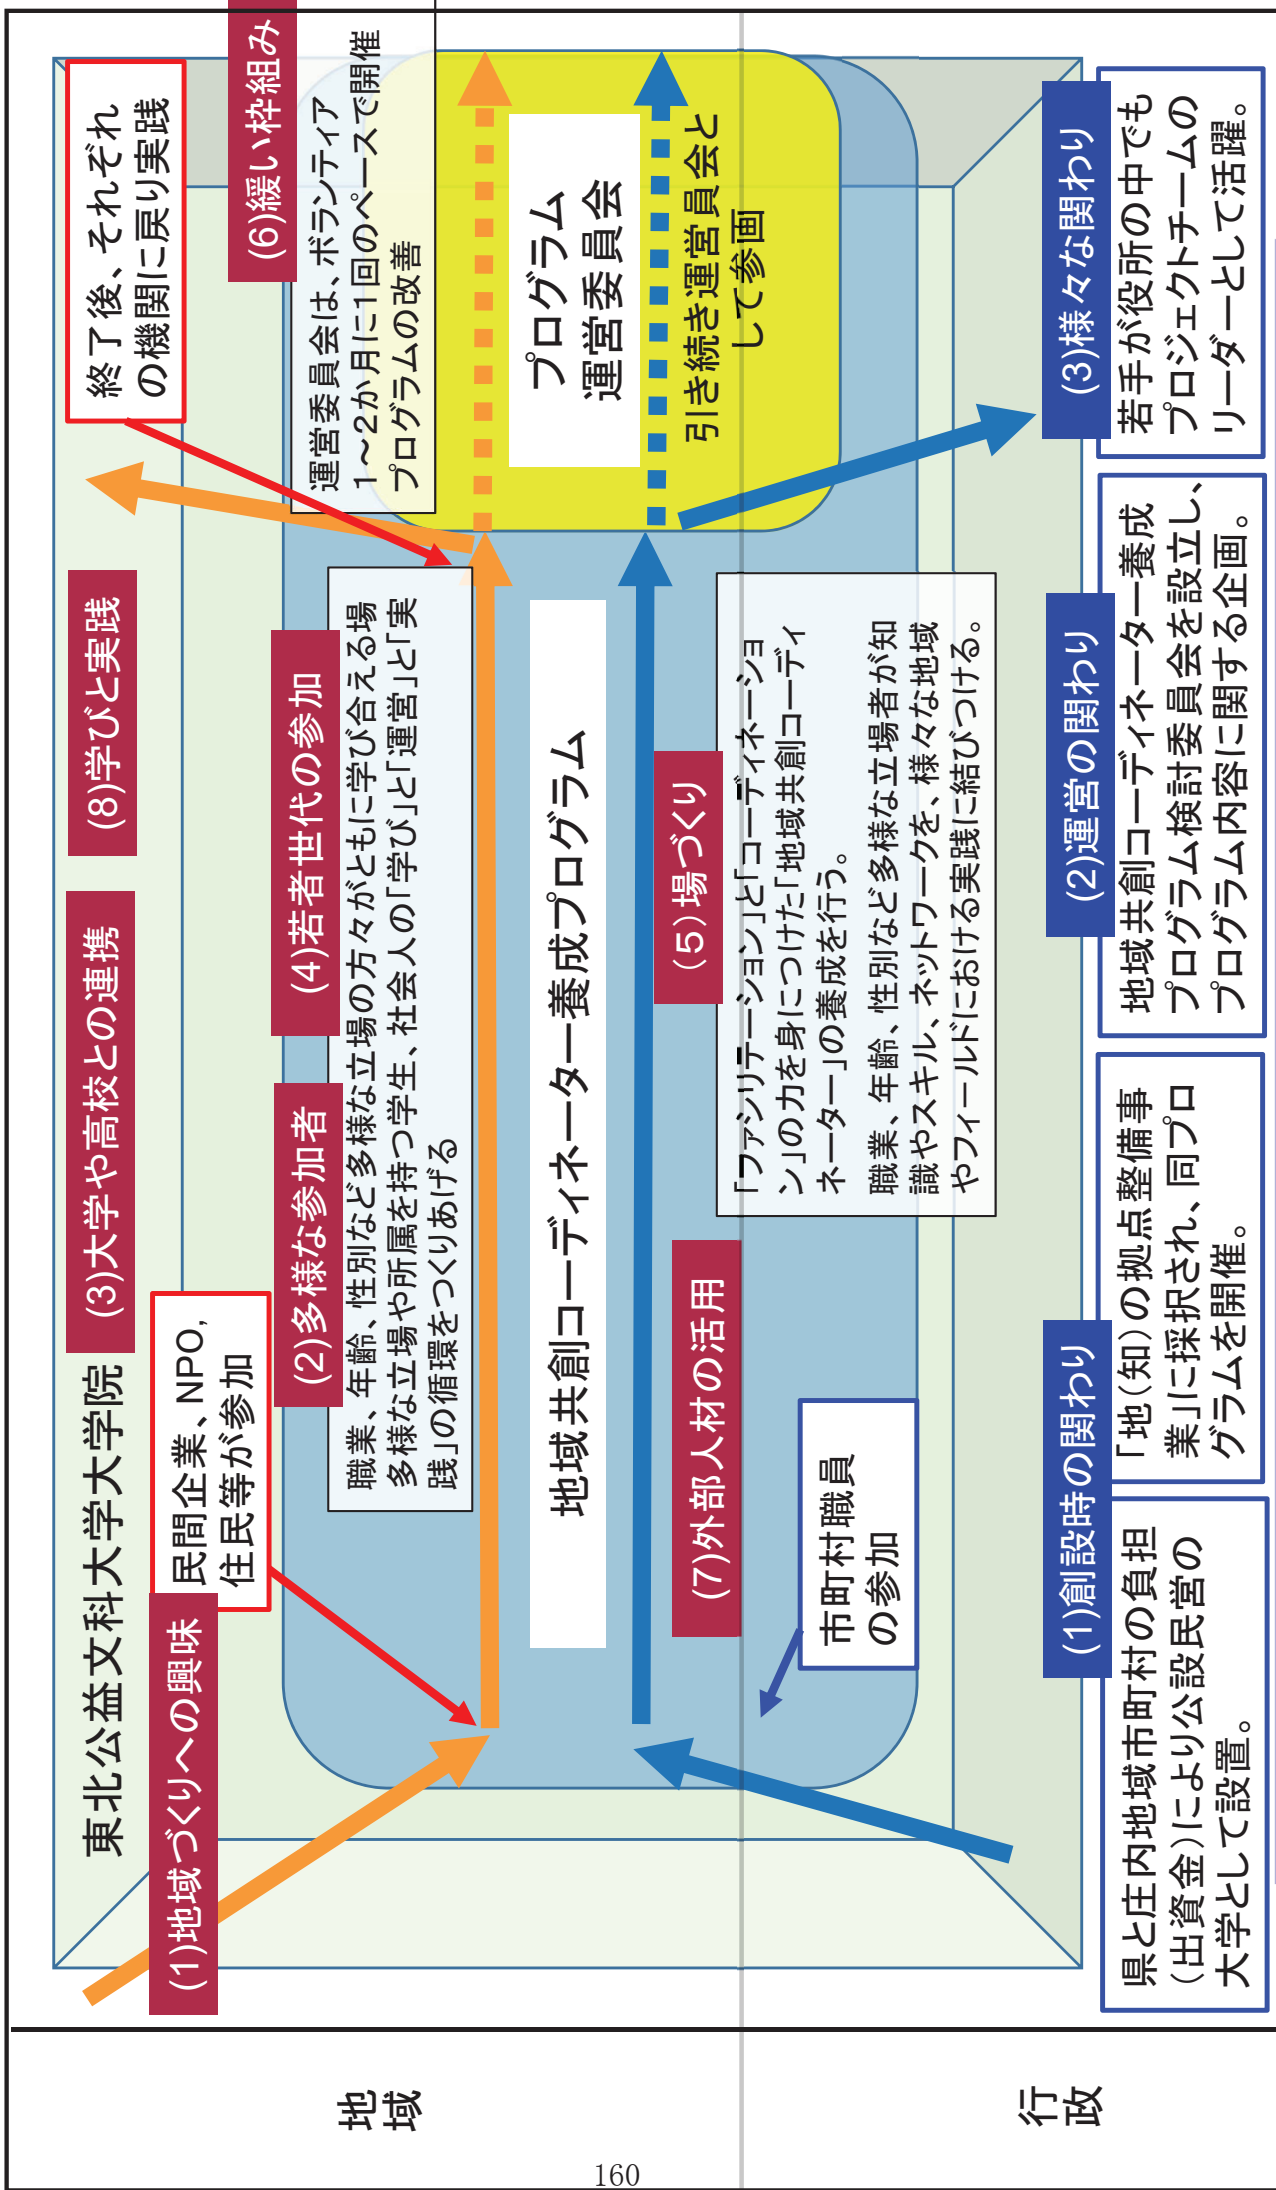 地
域
行
政
東北公益文科大学大学院
(3)大学や高校との連携
(8)学びと実践
終了後、それぞれ
の機関に戻り実践
(1)地域づくりへの興味
民間企業、NPO,
住民等が参加
(2)多様な参加者
(4)若者世代の参加
職業、年齢、性別など多様な立場の方々がともに学び合える場
多様な立場や所属を持つ学生、社会人の「学び」と「運営」と「実
践」の循環をつくりあげる
(6)緩い枠組み
運営委員会は、ボランティア
1～2か月に1回のペースで開催
プログラムの改善
地域共創コーディネーター養成プログラム
プログラム
運営委員会
引き続き運営員会と
して参画
(7)外部人材の活用
(5)場づくり
「ファシリテーション」と「コーディネーショ
ン」の力を身につけた「地域共創コーディ
ネーター」の養成を行う。
職業、年齢、性別など多様な立場者が知
識やスキル、ネットワークを、様々な地域
やフィールドにおける実践に結びつける。
市町村職員
の参加
(1)創設時の関わり
県と庄内地域市町村の負担
(出資金)により公設民営の
大学として設置。
「地(知)の拠点整備事
業」に採択され、同プロ
グラムを開催。
(2)運営の関わり
地域共創コーディネーター養成
プログラム検討委員会を設立し、
プログラム内容に関する企画。
(3)様々な関わり
若手が役所の中でも
プロジェクトチームの
リーダーとして活躍。
160